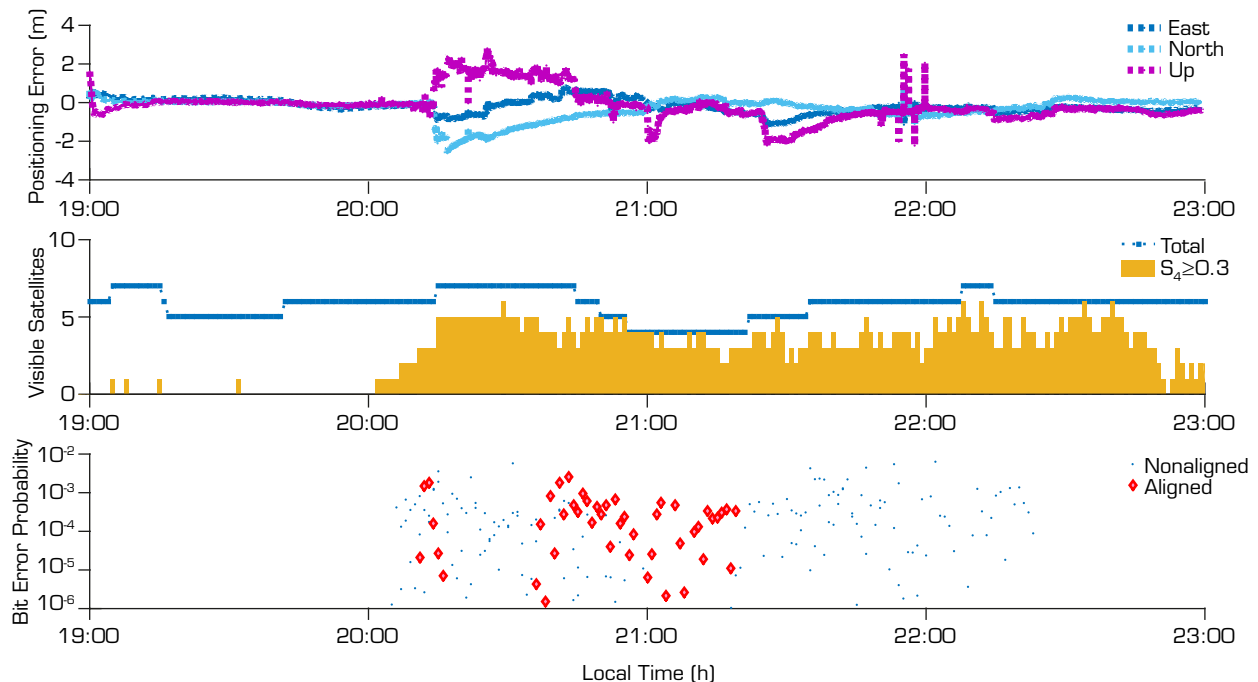 Positioning Error (m)
4
2
0
-2
-4
East
North
Up
19:00 20:00 21:00 22:00 23:00
Visible Satellites
10
5
0
Total
S₄≥0.3
19:00 20:00 21:00 22:00 23:00
Bit Error Probability
10⁻²
10⁻³
10⁻⁴
10⁻⁵
10⁻⁶
Nonaligned
Aligned
19:00 20:00 21:00 22:00 23:00
Local Time (h)